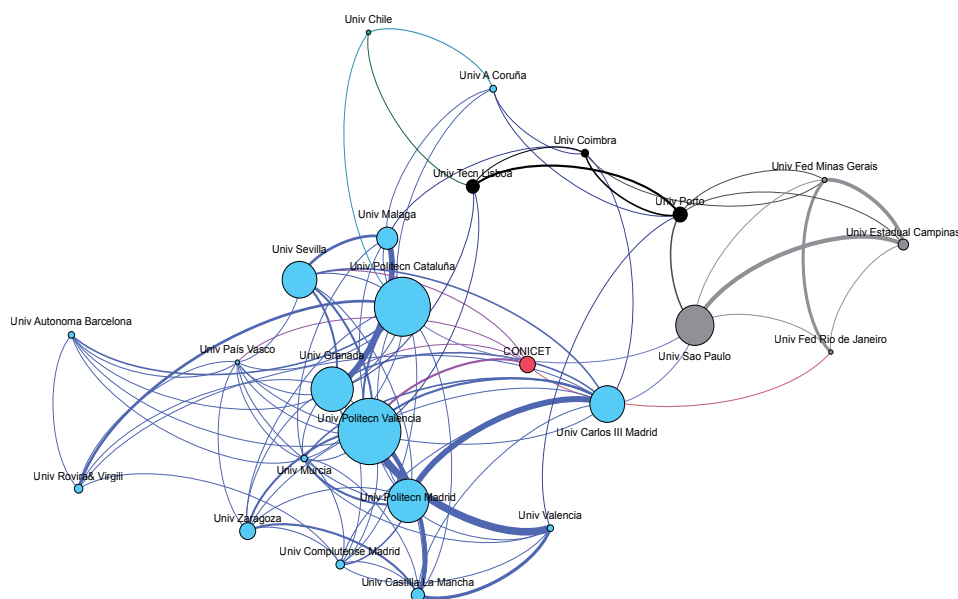 Univ Chile
Univ A Coruña
Univ Coimbra
Univ Tecn Lisboa
Univ Fed Minas Gerais
Univ Porto
Univ Malaga
Univ Estadual Campinas
Univ Sevilla
Univ Politecn Cataluña
Univ Autonoma Barcelona
Univ País Vasco
Univ Granada
CONICET
Univ Sao Paulo
Univ Fed Rio de Janeiro
Univ Politecn Valencia
Univ Carlos III Madrid
Univ Murcia
Univ Rovira& Virgili
Univ Politecn Madrid
Univ Zaragoza
Univ Valencia
Univ Complutense Madrid
Univ Castilla La Mancha